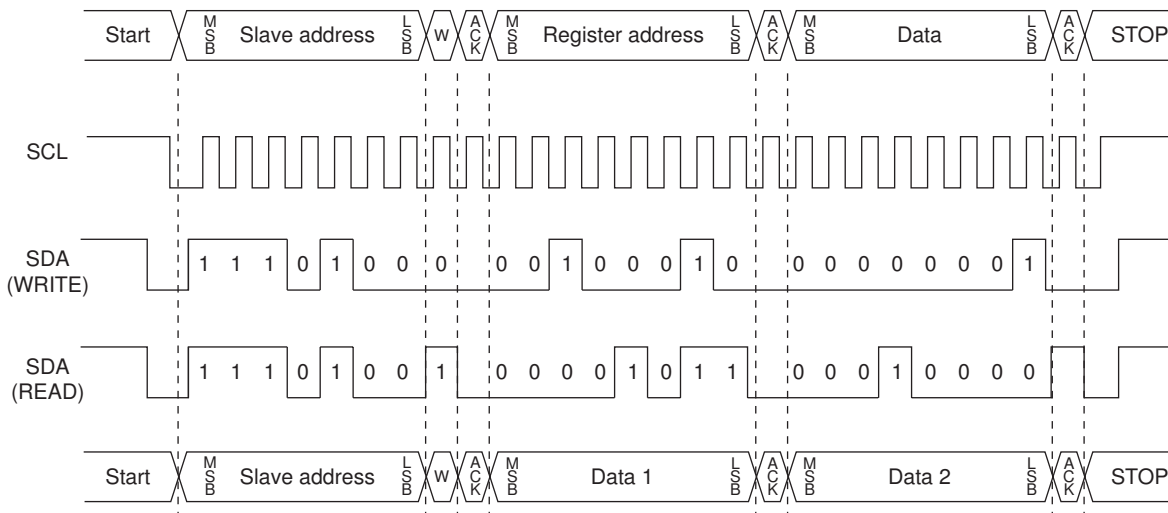 Start MSB Slave address LSB W ACK MSB Register address LSB ACK MSB Data LSB ACK STOP
SCL
SDA (WRITE) 1 1 1 0 1 0 0 0 0 0 1 0 0 0 1 0 0 0 0 0 0 0 0 1
SDA (READ) 1 1 1 0 1 0 0 1 0 0 0 0 1 0 1 1 0 0 0 1 0 0 0 0
Start MSB Slave address LSB W ACK MSB Data 1 LSB ACK MSB Data 2 LSB ACK STOP